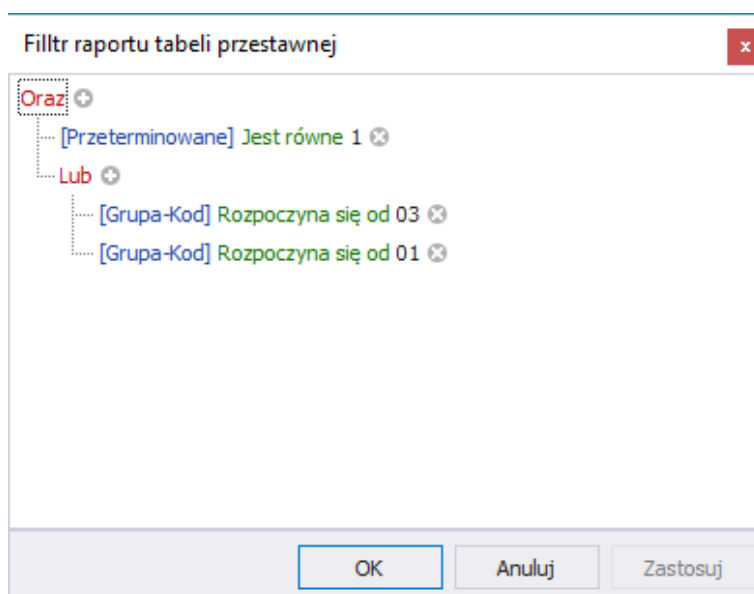 Filltr raportu tabeli przestawnej
x
Oraz
[Przeterminowane] Jest równe 1
Lub
[Grupa-Kod] Rozpoczyna się od 03
[Grupa-Kod] Rozpoczyna się od 01
OK Anuluj Zastosuj